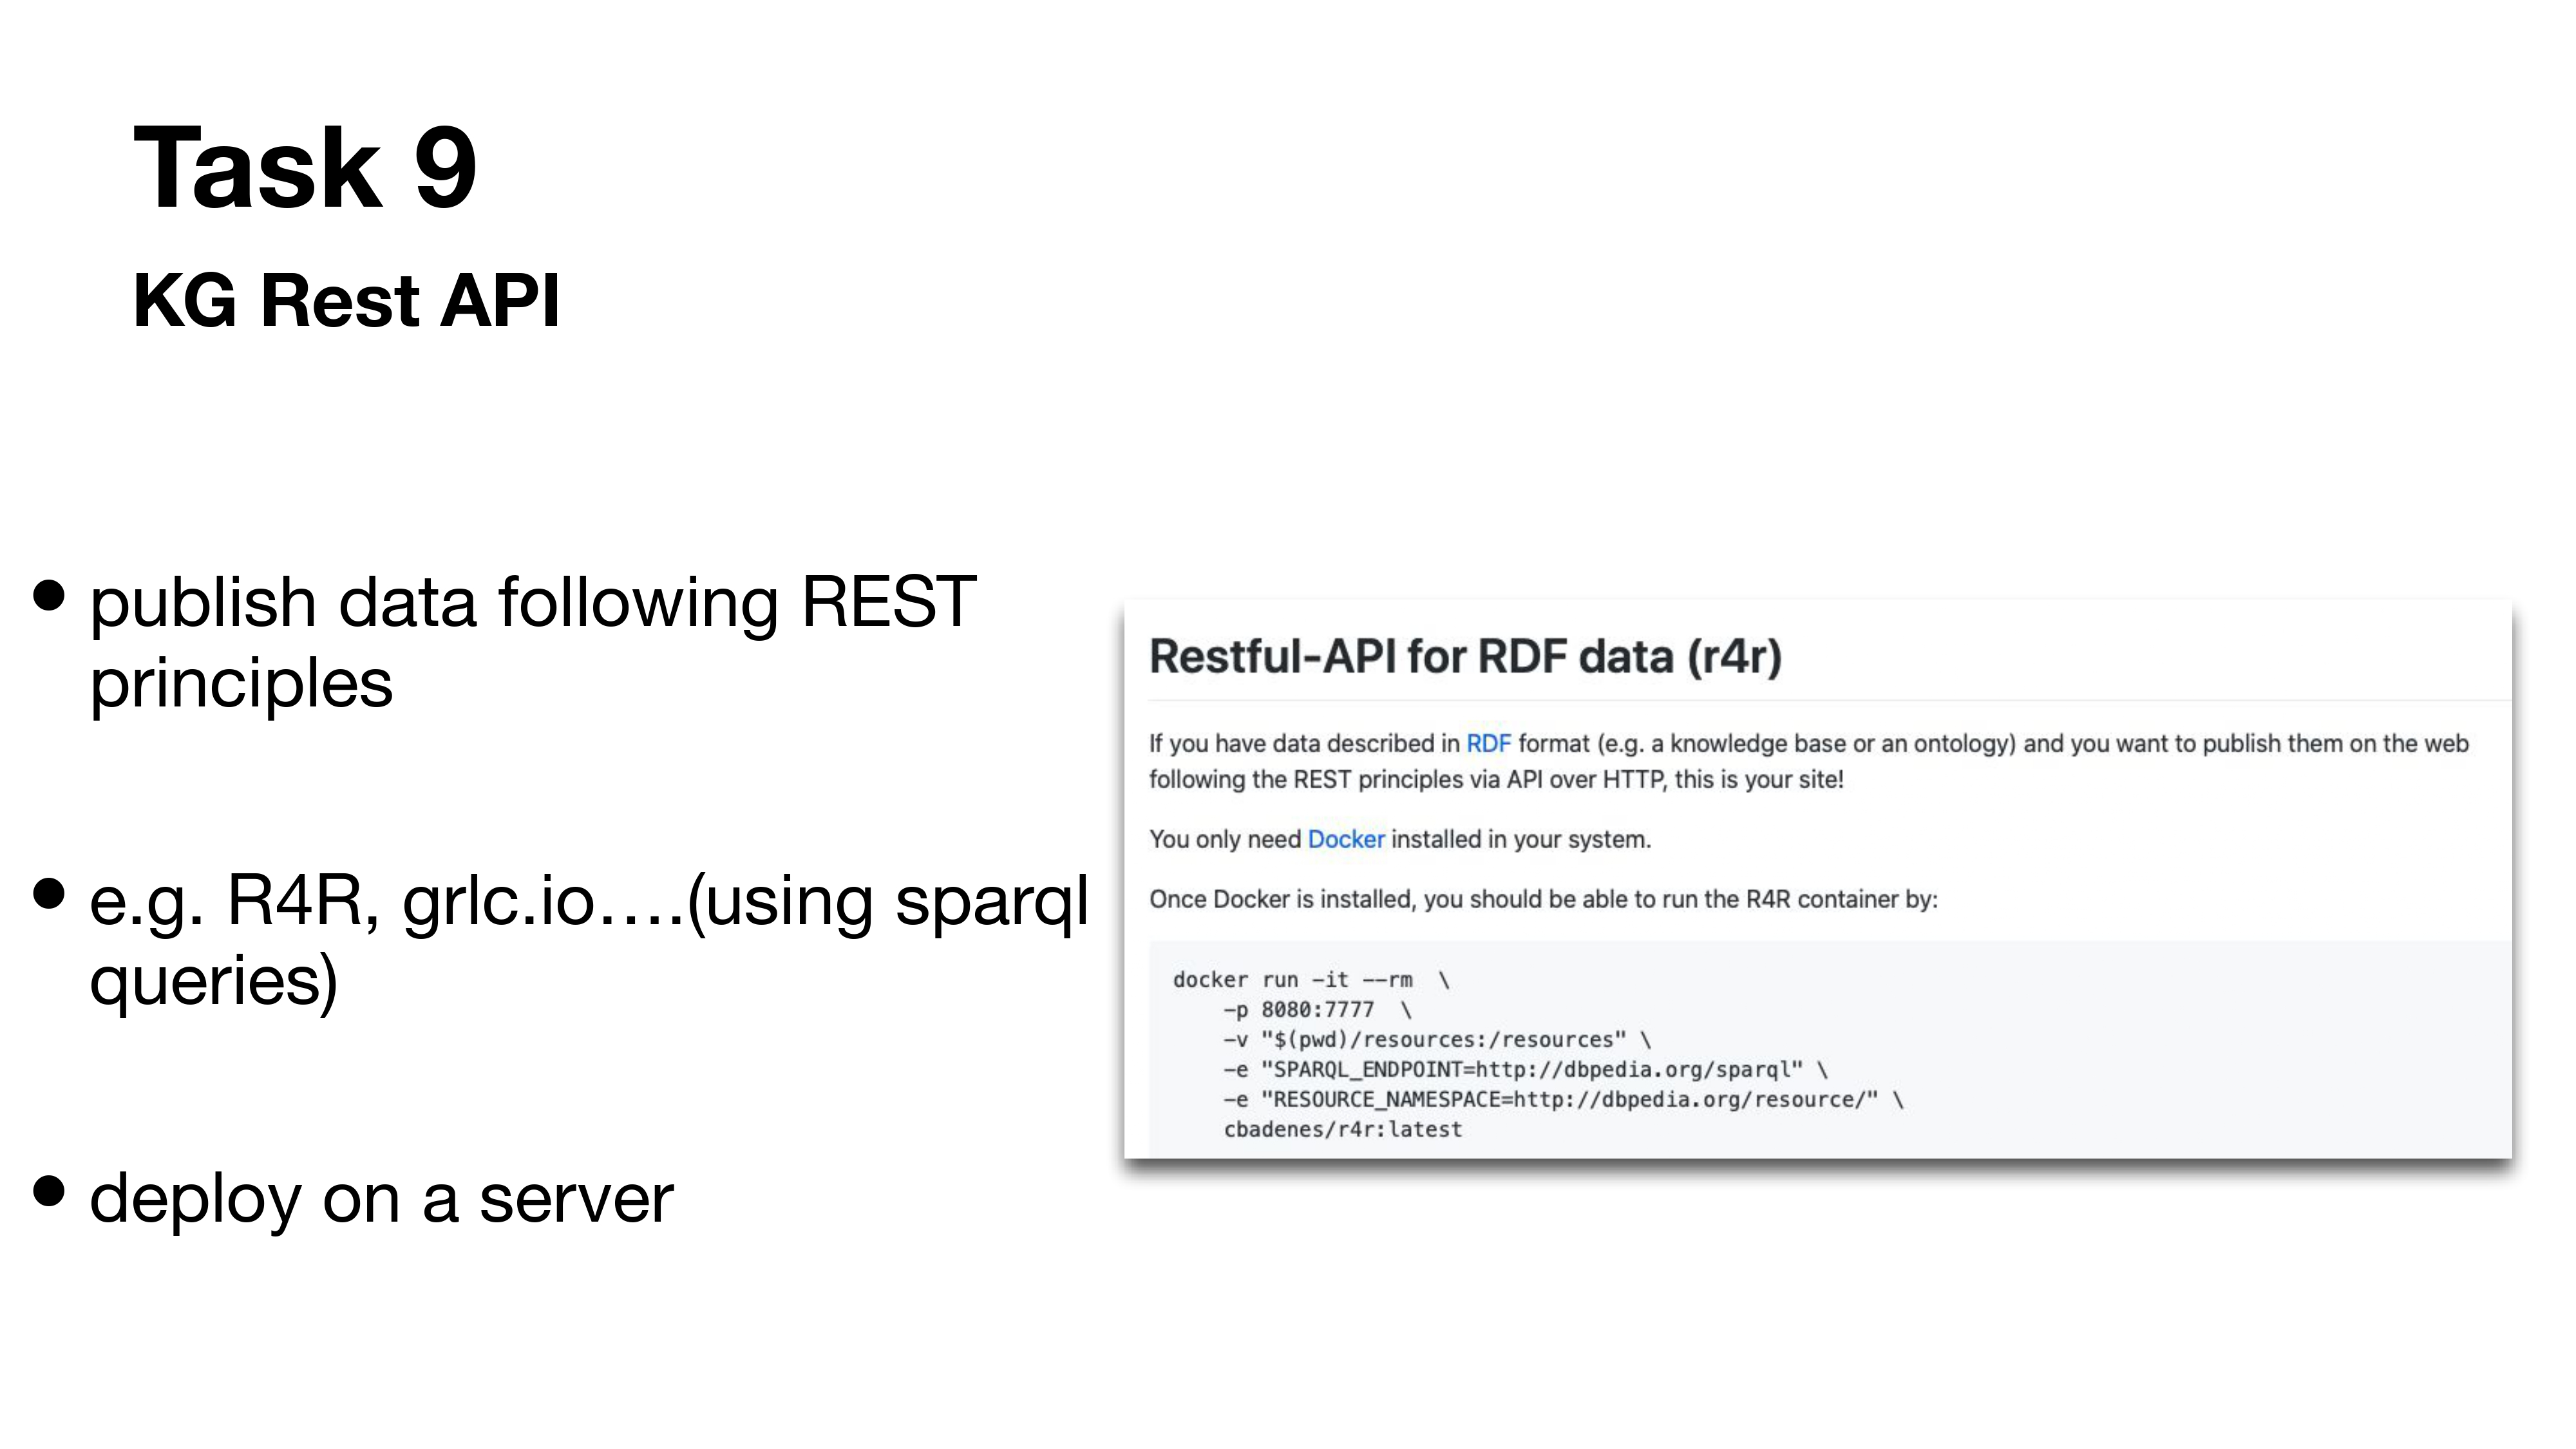 Task 9
KG Rest API
• publish data following REST
principles
• e.g. R4R, grlc.io….(using sparql
queries)
• deploy on a server
Restful-API for RDF data (r4r)
If you have data described in RDF format (e.g. a knowledge base or an ontology) and you want to publish them on the web
following the REST principles via API over HTTP, this is your site!
You only need Docker installed in your system.
Once Docker is installed, you should be able to run the R4R container by:
docker run -it --rm  \
    -p 8080:7777  \
    -v "$(pwd)/resources:/resources" \
    -e "SPARQL_ENDPOINT=http://dbpedia.org/sparql" \
    -e "RESOURCE_NAMESPACE=http://dbpedia.org/resource/" \
    cbadenes/r4r:latest